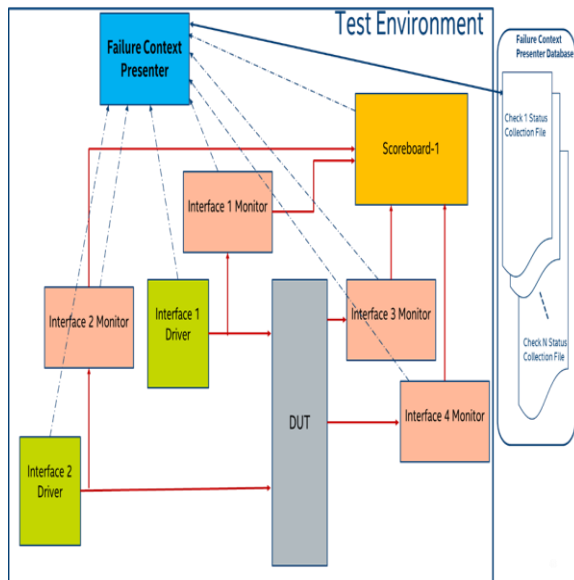 Test Environment
Failure Context
Presenter
Failure Context
Presenter Database
Check 1 Status
Collection File
Scoreboard-1
Interface 1 Monitor
Interface 2 Monitor
Interface 1
Driver
Interface 3 Monitor
Check N Status
Collection File
DUT
Interface 4 Monitor
Interface 2
Driver